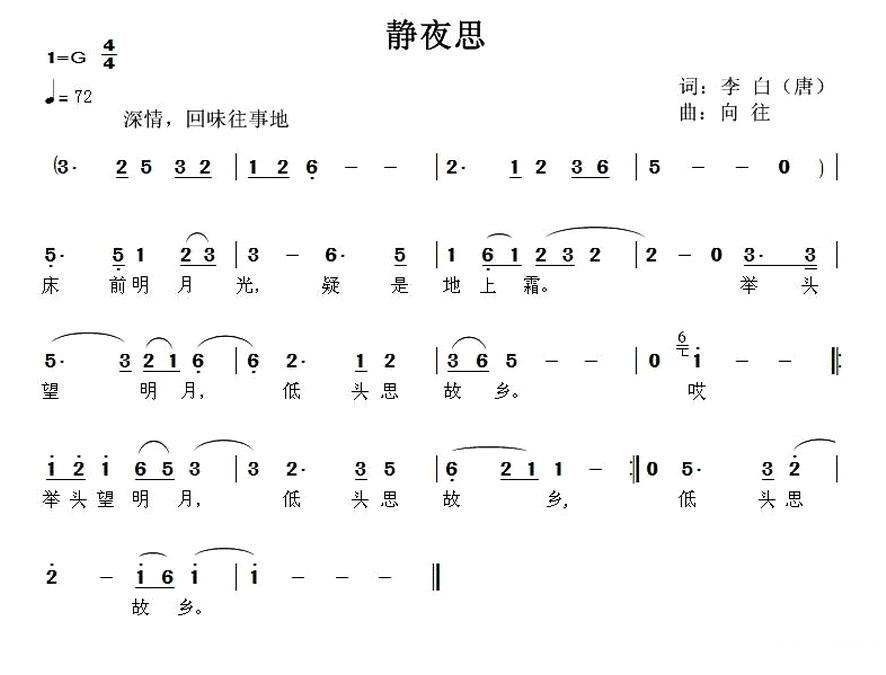 静夜思
1=G 4/4
♩= 72
词：李 白（唐）
曲：向 往
深情，回味往事地
(3· 2 5 3 2 | 1 2 6 － － | 2· 1 2 3 6 | 5 － － 0 ) |
5· 5 1 2 3 | 3 － 6· 5 | 1 6 1 2 3 2 | 2 － 0 3· 3 |
床 前 明 月 光， 疑 是 地 上 霜。 举 头
5· 3 2 1 6 | 6 2· 1 2 | 3 6 5 － － | 0 6 i － :
望 明 月， 低 头 思 故 乡。 哎
1 2 1 6 5 3 | 3 2· 3 5 | 6 2 1 1 － :| 0 5· 3 2 |
举 头 望 明 月， 低 头 思 故 乡， 低 头 思
2 － 1 6 1 | 1 － － － ‖
故 乡。